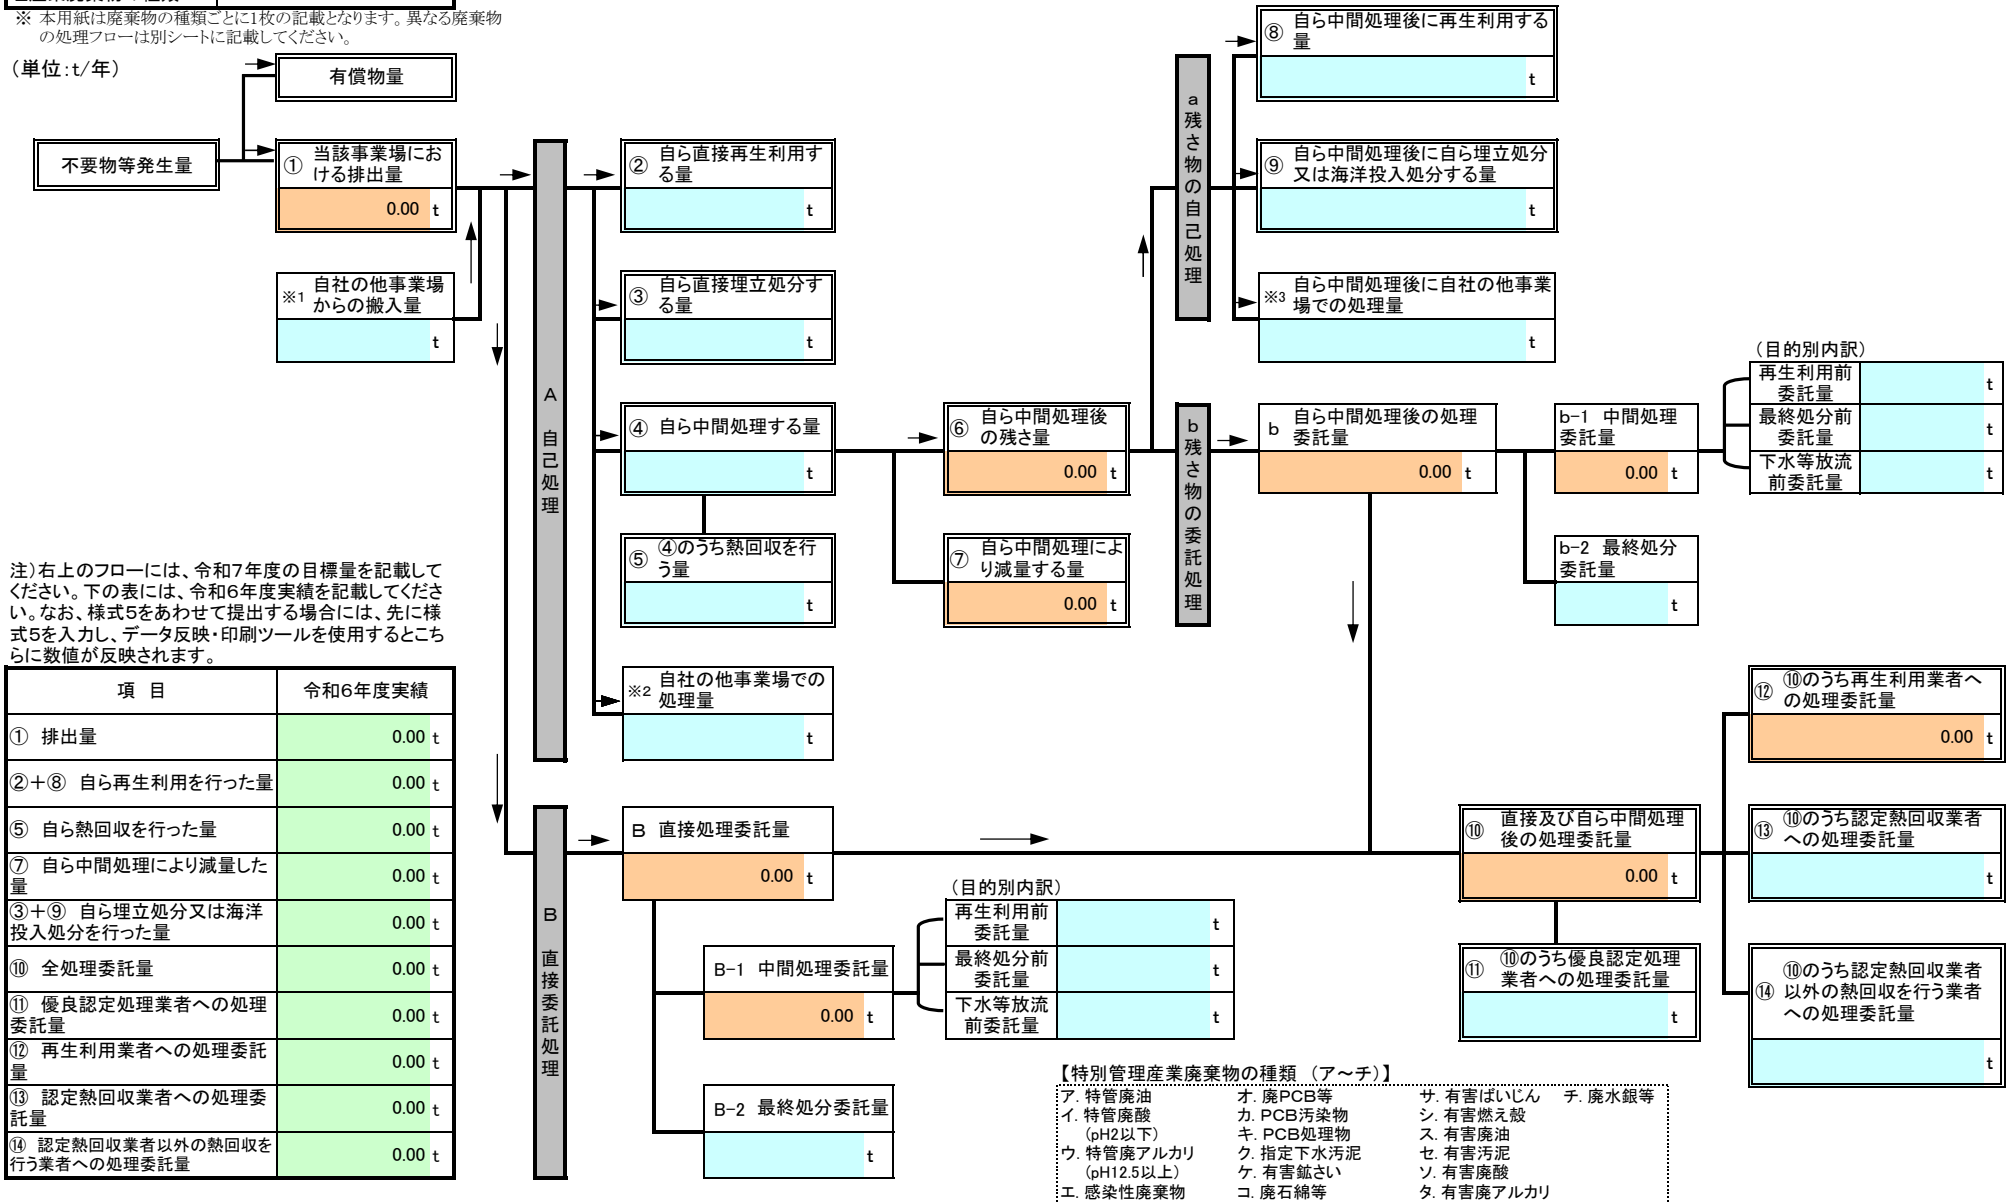 ※ 本用紙は廃棄物の種類ごとに1枚の記載となります。異なる廃棄物
の処理フローは別シートに記載してください。
(単位:t/年)
有償物量
不要物等発生量
① 当該事業場にお
ける排出量
0.00 t
※1 自社の他事業場
からの搬入量
t
A 自己処理
② 自ら直接再生利用す
る量
t
③ 自ら直接埋立処分す
る量
t
④ 自ら中間処理する量
t
⑤ ④のうち熱回収を行
う量
t
※2 自社の他事業場での
処理量
t
⑥ 自ら中間処理後
の残さ量
0.00 t
⑦ 自ら中間処理によ
り減量する量
0.00 t
a 残さ物の自己処理
⑧ 自ら中間処理後に再生利用する
量
t
⑨ 自ら中間処理後に自ら埋立処分
又は海洋投入処分する量
t
※3 自ら中間処理後に自社の他事業
場での処理量
t
b 残さ物の委託処理
b 自ら中間処理後の処理
委託量
0.00 t
b-1 中間処理
委託量
0.00 t
(目的別内訳)
再生利用前
委託量
t
最終処分前
委託量
t
下水等放流
前委託量
t
b-2 最終処分
委託量
t
注)右上のフローには、令和7年度の目標量を記載して
ください。下の表には、令和6年度実績を記載してくださ
い。なお、様式5をあわせて提出する場合には、先に様
式5を入力し、データ反映・印刷ツールを使用するとこち
らに数値が反映されます。
項 目 令和6年度実績
① 排出量 0.00 t
②+⑧ 自ら再生利用を行った量 0.00 t
⑤ 自ら熱回収を行った量 0.00 t
⑦ 自ら中間処理により減量した
量 0.00 t
③+⑨ 自ら埋立処分又は海洋
投入処分を行った量 0.00 t
⑩ 全処理委託量 0.00 t
⑪ 優良認定処理業者への処理
委託量 0.00 t
⑫ 再生利用業者への処理委託
量 0.00 t
⑬ 認定熱回収業者への処理委
託量 0.00 t
⑭ 認定熱回収業者以外の熱回収を
行う業者への処理委託量 0.00 t
B 直接委託処理
B 直接処理委託量
0.00 t
B-1 中間処理委託量
0.00 t
(目的別内訳)
再生利用前
委託量
t
最終処分前
委託量
t
下水等放流
前委託量
t
B-2 最終処分委託量
t
⑩ 直接及び自ら中間処理
後の処理委託量
0.00 t
⑪ ⑩のうち優良認定処理
業者への処理委託量
t
⑫ ⑩のうち再生利用業者へ
の処理委託量
0.00 t
⑬ ⑩のうち認定熱回収業者
への処理委託量
t
⑭ ⑩のうち認定熱回収業者
以外の熱回収を行う業者
への処理委託量
t
【特別管理産業廃棄物の種類 (ア~チ)】
ア. 特管廃油 オ. 廃PCB等 サ. 有害ばいじん チ. 廃水銀等
イ. 特管廃酸 カ. PCB汚染物 シ. 有害燃え殻
(pH2以下) キ. PCB処理物 ス. 有害廃油
ウ. 特管廃アルカリ ク. 指定下水汚泥 セ. 有害汚泥
(pH12.5以上) ケ. 有害鉱さい ソ. 有害廃酸
エ. 感染性廃棄物 コ. 廃石綿等 タ. 有害廃アルカリ